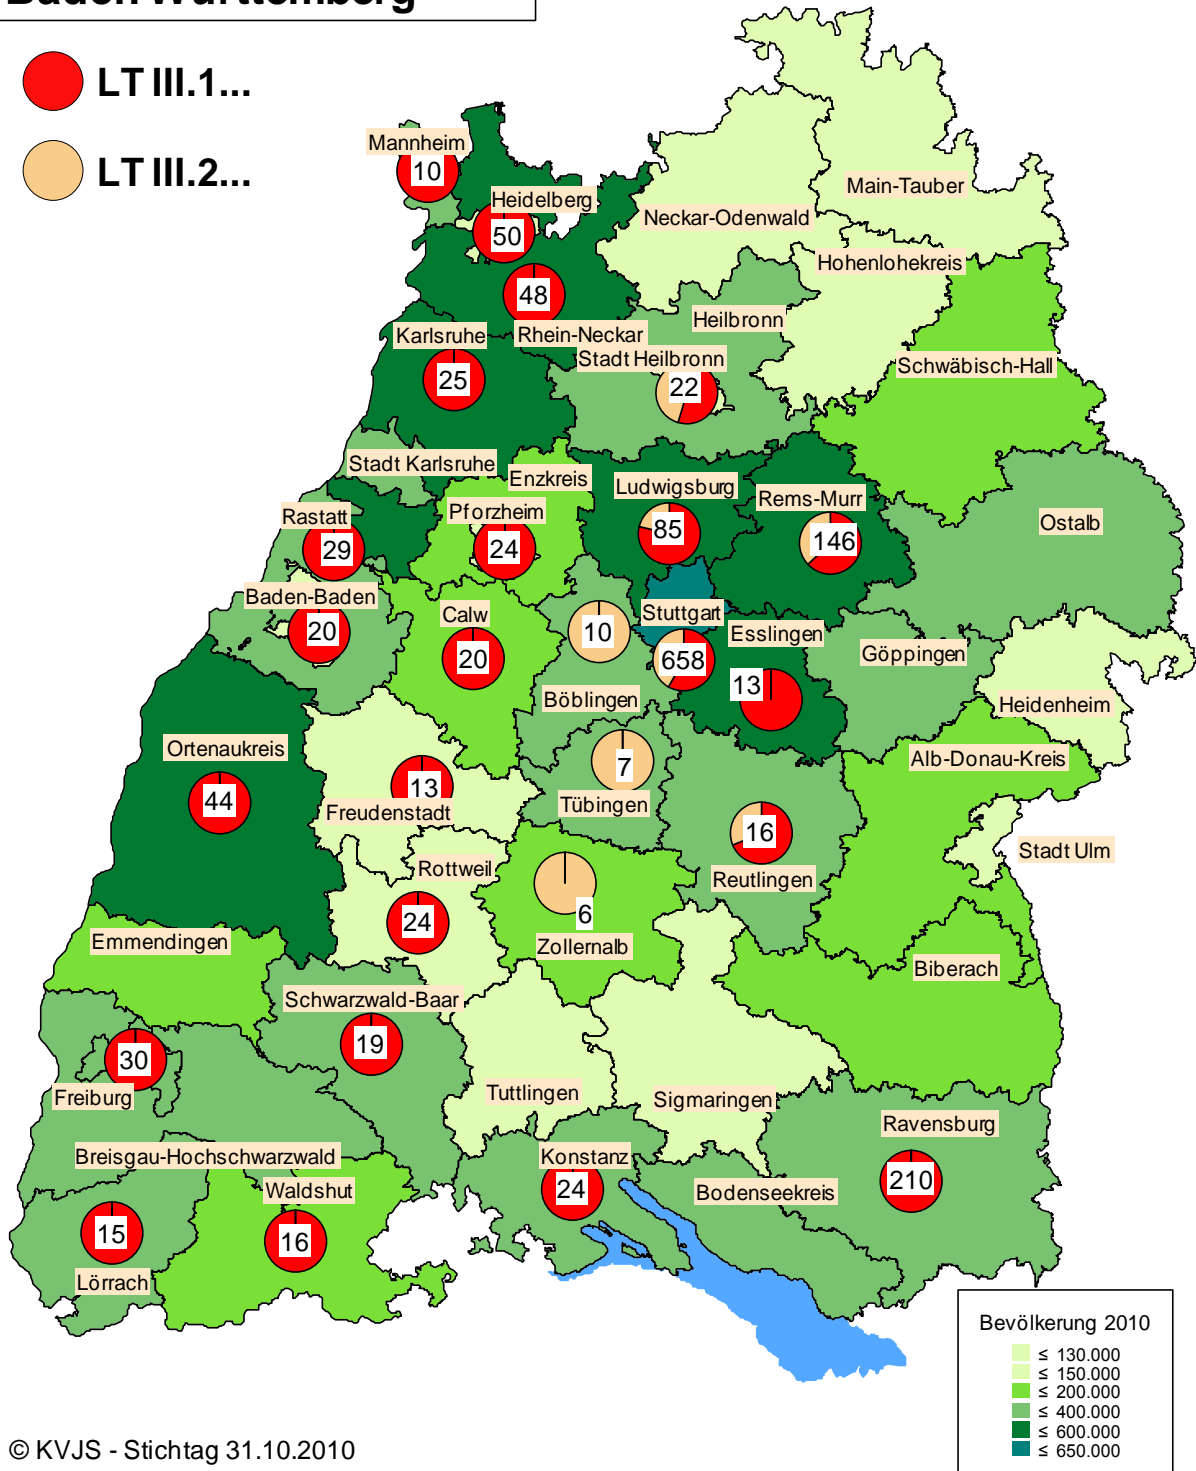 Baden Württemberg
LT III.1...
LT III.2...
Mannheim
10
Heidelberg
50
48
Rhein-Neckar
Neckar-Odenwald
Main-Tauber
Hohenlohekreis
Heilbronn
Stadt Heilbronn
22
Schwäbisch-Hall
Karlsruhe
25
Stadt Karlsruhe
Enzkreis
Pforzheim
24
Ludwigsburg
85
Rems-Murr
146
Ostalb
Rastatt
29
Baden-Baden
20
Calw
20
10
Böblingen
Stuttgart
658
Esslingen
13
Göppingen
Heidenheim
Alb-Donau-Kreis
Stadt Ulm
Ortenaukreis
44
13
Freudenstadt
7
Tübingen
16
Reutlingen
Rottweil
24
6
Zollernalb
Biberach
Emmendingen
Schwarzwald-Baar
19
30
Freiburg
Tuttlingen
Sigmaringen
Ravensburg
210
Breisgau-Hochschwarzwald
Waldshut
16
Konstanz
24
Bodenseekreis
15
Lörrach
Bevölkerung 2010
≤ 130.000
≤ 150.000
≤ 200.000
≤ 400.000
≤ 600.000
≤ 650.000
© KVJS - Stichtag 31.10.2010